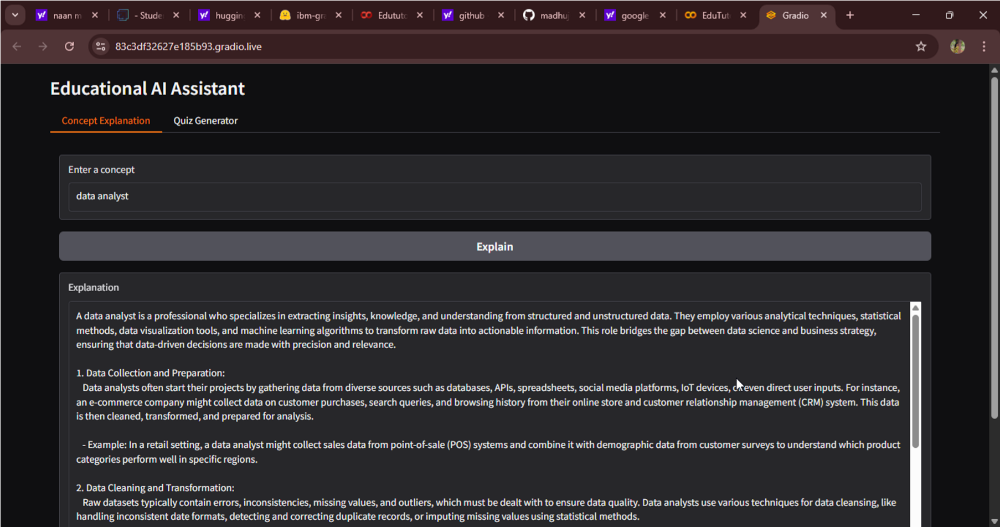 naan m
- Stude
hugging
ibm-gra
Edututo
github
madhuj
google
EduTut
Gradio
83c3df32627e185b93.gradio.live
Educational AI Assistant
Concept Explanation
Quiz Generator
Enter a concept
data analyst
Explain
Explanation
A data analyst is a professional who specializes in extracting insights, knowledge, and understanding from structured and unstructured data. They employ various analytical techniques, statistical
methods, data visualization tools, and machine learning algorithms to transform raw data into actionable information. This role bridges the gap between data science and business strategy,
ensuring that data-driven decisions are made with precision and relevance.
1. Data Collection and Preparation:
Data analysts often start their projects by gathering data from diverse sources such as databases, APIs, spreadsheets, social media platforms, IoT devices, or even direct user inputs. For instance,
an e-commerce company might collect data on customer purchases, search queries, and browsing history from their online store and customer relationship management (CRM) system. This data
is then cleaned, transformed, and prepared for analysis.
- Example: In a retail setting, a data analyst might collect sales data from point-of-sale (POS) systems and combine it with demographic data from customer surveys to understand which product
categories perform well in specific regions.
2. Data Cleaning and Transformation:
Raw datasets typically contain errors, inconsistencies, missing values, and outliers, which must be dealt with to ensure data quality. Data analysts use various techniques for data cleansing, like
handling inconsistent date formats, detecting and correcting duplicate records, or imputing missing values using statistical methods.